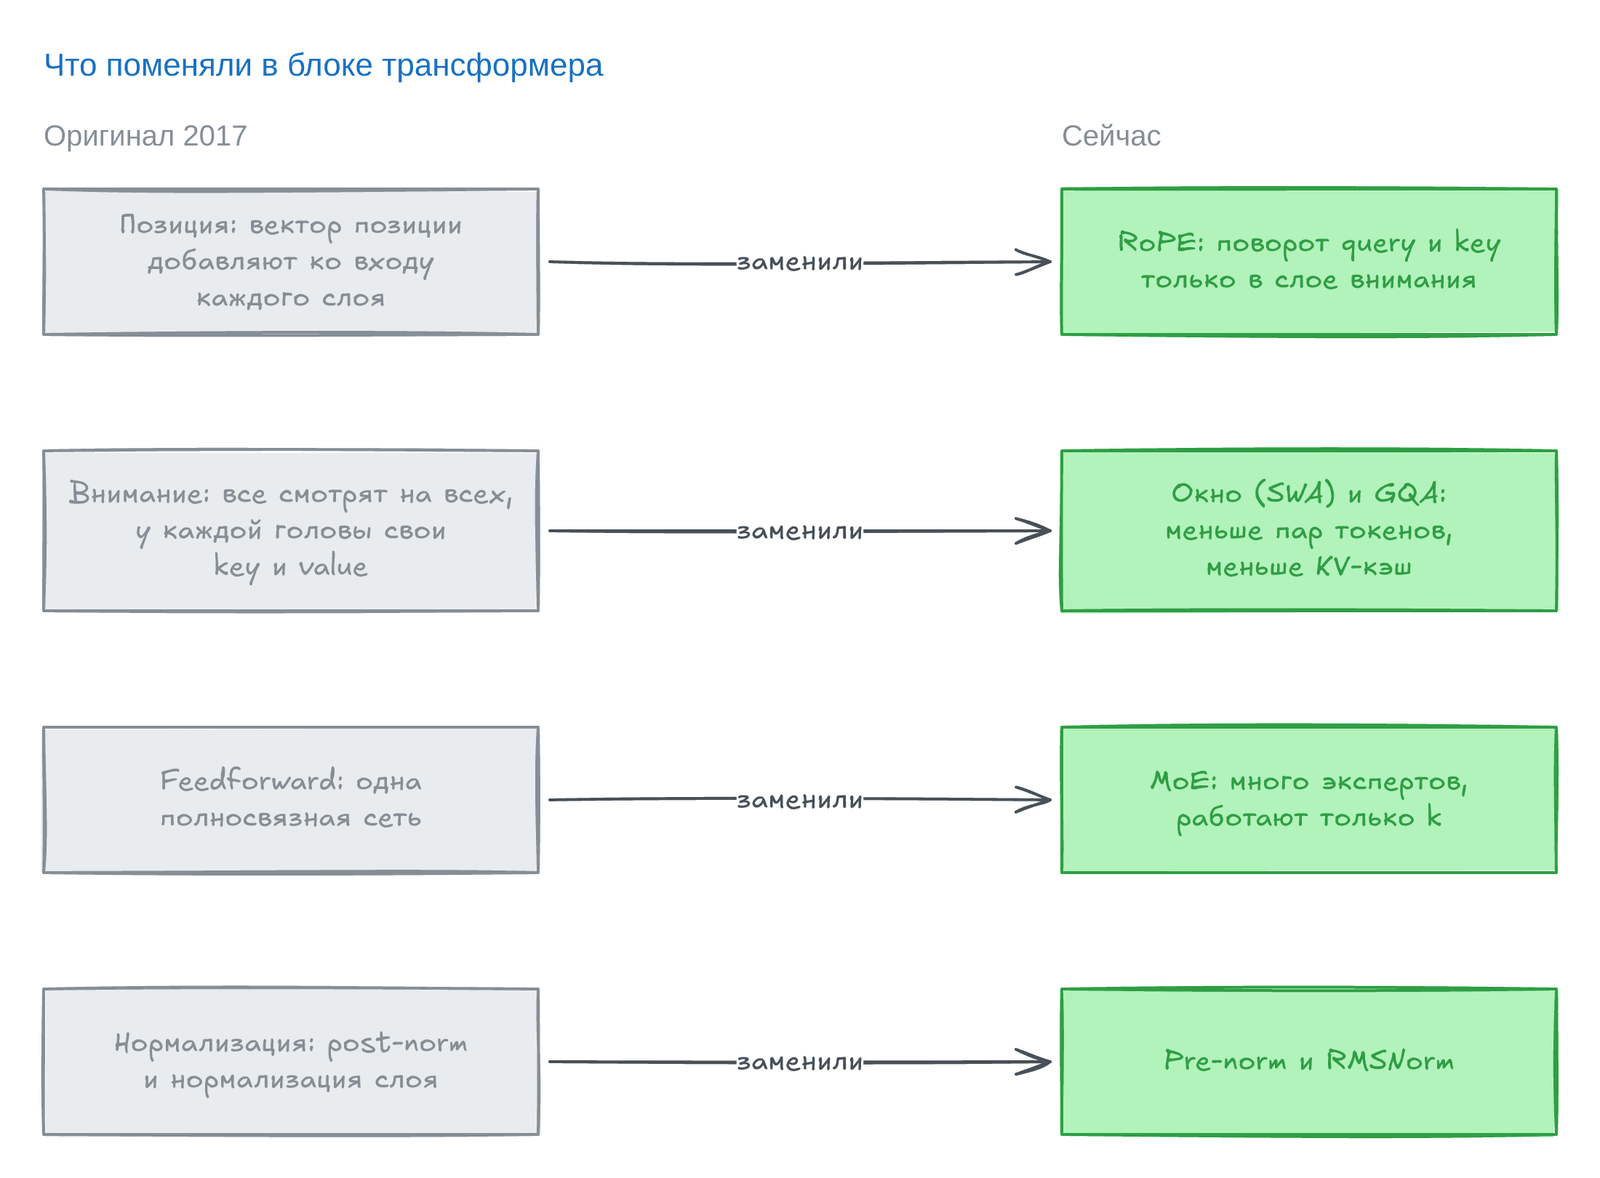 Что поменяли в блоке трансформера
Оригинал 2017
Сейчас
Позиция: вектор позиции
добавляют ко входу
каждого слоя
заменили
RoPE: поворот query и key
только в слое внимания
Внимание: все смотрят на всех,
у каждой головы свои
key и value
заменили
Окно (SWA) и GQA:
меньше пар токенов,
меньше KV-кэш
Feedforward: одна
полносвязная сеть
заменили
MoE: много экспертов,
работают только k
Нормализация: post-norm
и нормализация слоя
заменили
Pre-norm и RMSNorm